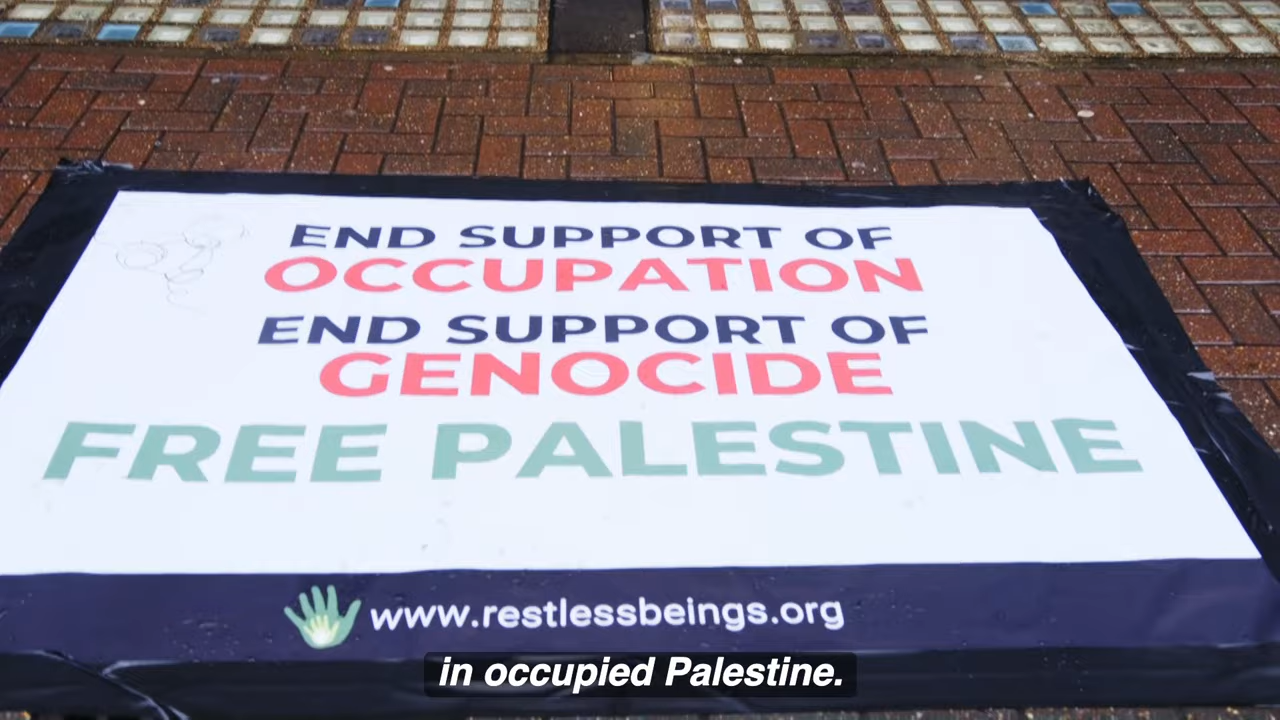 END SUPPORT OF
OCCUPATION
END SUPPORT OF
GENOCIDE
FREE PALESTINE
www.restlessbeings.org
in occupied Palestine.